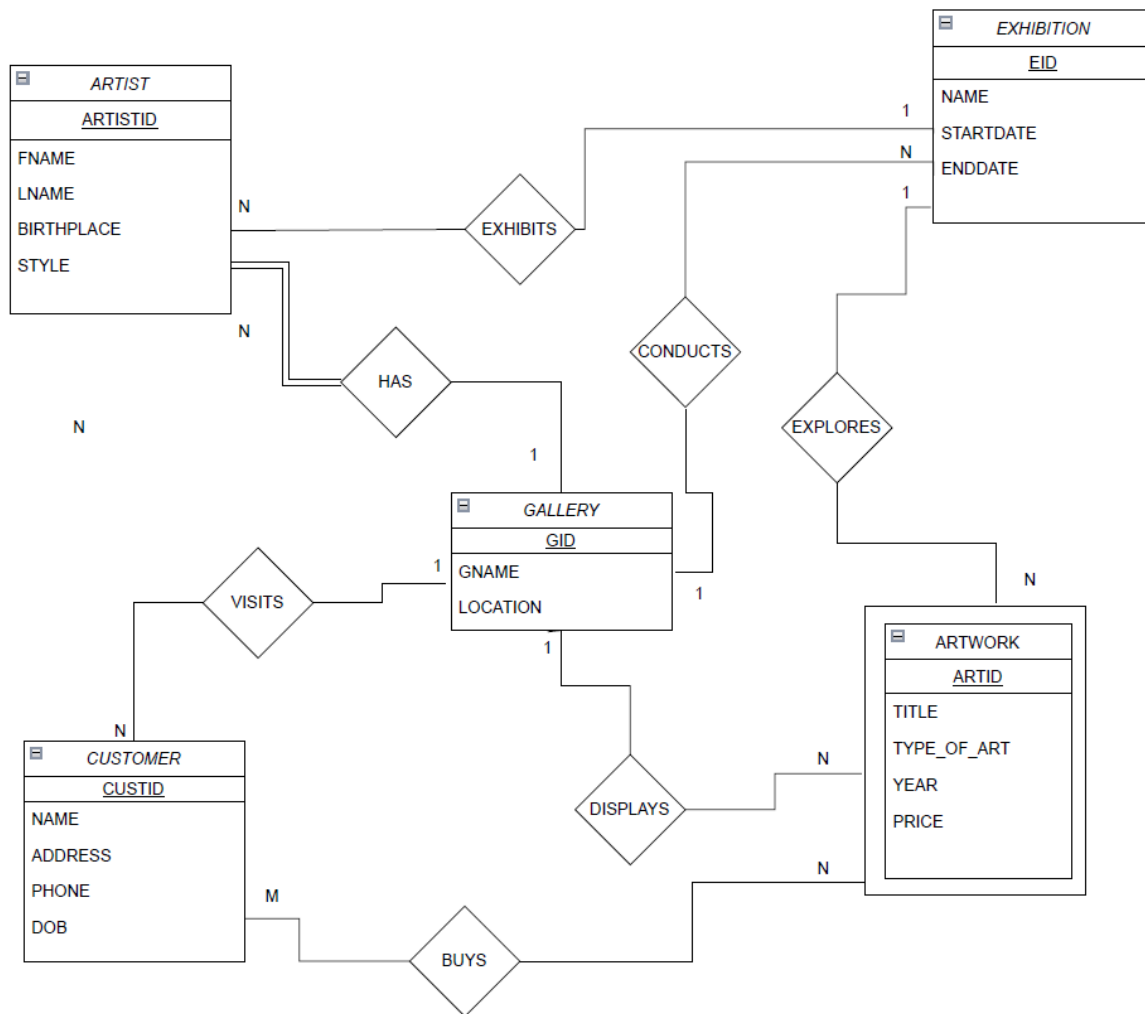 EXHIBITION
EID
NAME
STARTDATE
ENDDATE
ARTIST
ARTISTID
FNAME
LNAME
BIRTHPLACE
STYLE
1
N
1
N
EXHIBITS
N
HAS
CONDUCTS
N
EXPLORES
1
GALLERY
GID
GNAME
LOCATION
1
1
1
VISITS
N
N
ARTWORK
ARTID
TITLE
TYPE_OF_ART
YEAR
PRICE
CUSTOMER
CUSTID
NAME
ADDRESS
PHONE
DOB
DISPLAYS
N
N
M
BUYS